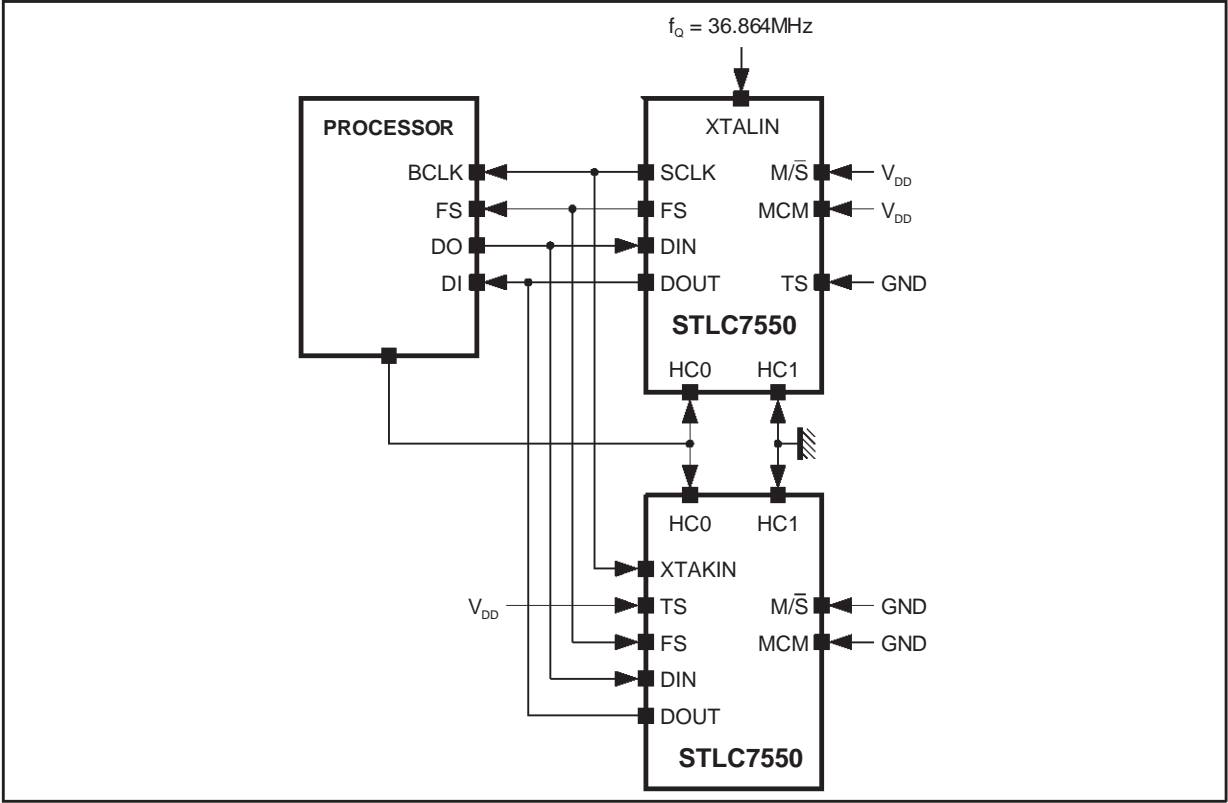 fQ = 36.864MHz
PROCESSOR
BCLK
FS
DO
DI
XTALIN
SCLK
FS
DIN
DOUT
M/S̅
MCM
TS
VDD
VDD
GND
STLC7550
HC0 HC1
HC0 HC1
XTAKIN
TS
FS
DIN
DOUT
VDD
M/S̅
MCM
GND
GND
STLC7550